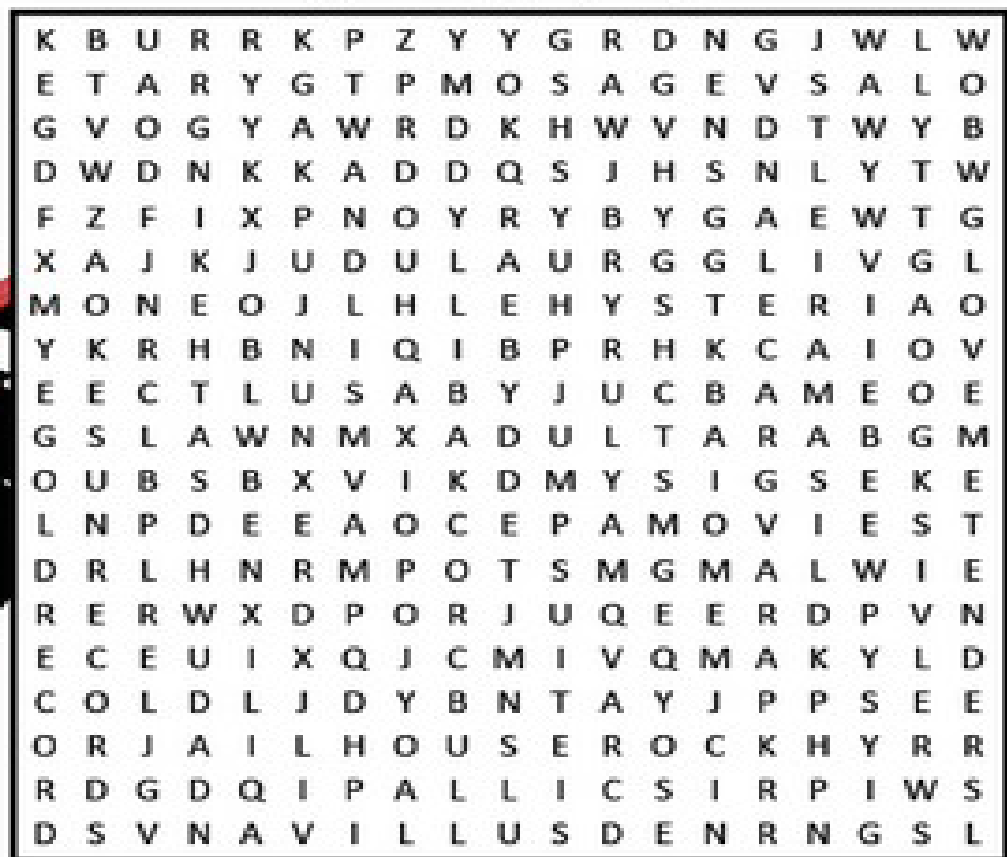 K B U R R K P Z Y Y G R D N G J W L W
E T A R Y G T P M O S A G E V S A L O
G V O G Y A W R D K H W V N D T W Y B
D W D N K K A D D Q S J H S N L Y T W
F Z F I X P N O Y R Y B Y G A E W T G
X A J K J U D U L A U R G G L I V G L
M O N E O J L H L E H Y S T E R I A O
Y K R H B N I Q I B P R H K C A I O V
E E C T L U S A B Y J U C B A M E O E
G S L A W N M X A D U L T A R A B G M
O U B S B X V I K D M Y S I G S E K E
L N P D E E A O C E P A M O V I E S T
D R L H N R M P O T S M G M A L W I E
R E R W X D P O R J U Q E E R D P V N
E C E U I X Q J C M I V Q M A K Y L D
C O L D L J D Y B N T A Y J P P S E E
O R J A I L H O U S E R O C K H Y R R
R D G D Q I P A L L I C S I R P I W S
D S V N A V I L L U S D E N R N G S L